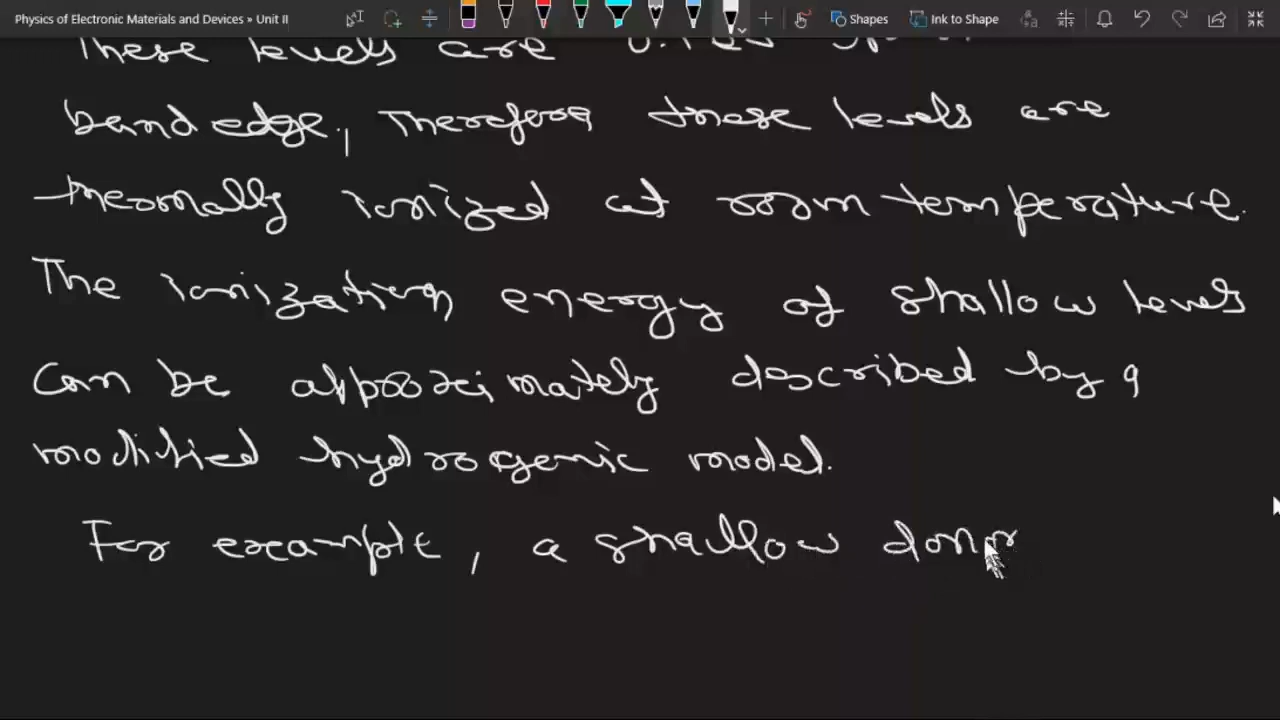 Physics of Electronic Materials and Devices » Unit II
Shapes
Ink to Shape
These levels are
band edge, Therefore these levels are
thermally ionized at room temperature.
The ionization energy of shallow levels
can be approximately described by a
modified hydrogenic model.
For example, a shallow donor